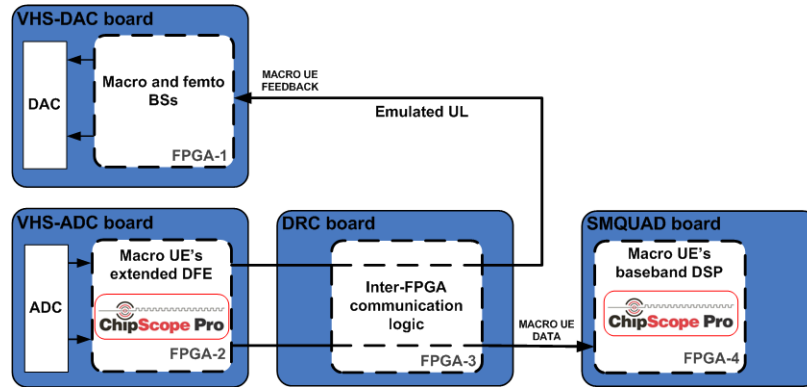 VHS-DAC board
DAC
Macro and femto
BSs
FPGA-1
MACRO UE
FEEDBACK
Emulated UL
VHS-ADC board
ADC
Macro UE's
extended DFE
ChipScope Pro
FPGA-2
DRC board
Inter-FPGA
communication
logic
FPGA-3
MACRO UE
DATA
SMQUAD board
Macro UE's
baseband DSP
ChipScope Pro
FPGA-4